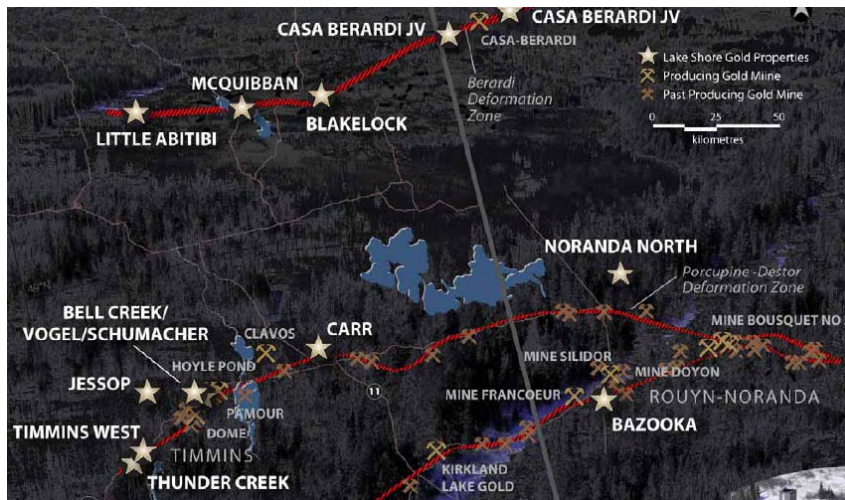 CASA BERARDI JV
CASA BERARDI JV
CASA-BERARDI
Lake Shore Gold Properties
Producing Gold Mine
Past Producing Gold Mine
0 25 50
kilometres
MCQUIBBAN
Berardi
Deformation
Zone
LITTLE ABITIBI
BLAKELOCK
NORANDA NORTH
Porcupine -Destor
Deformation Zone
BELL CREEK/
VOGEL/SCHUMACHER
CLAVOS
CARR
MINE BOUSQUET NO
HOYLE POND
MINE SILIDOR
MINE DOYON
JESSOP
11
MINE FRANCOEUR
ROUYN-NORANDA
PAMOUR
BAZOOKA
TIMMINS WEST
DOME
TIMMINS
THUNDER CREEK
KIRKLAND
LAKE GOLD